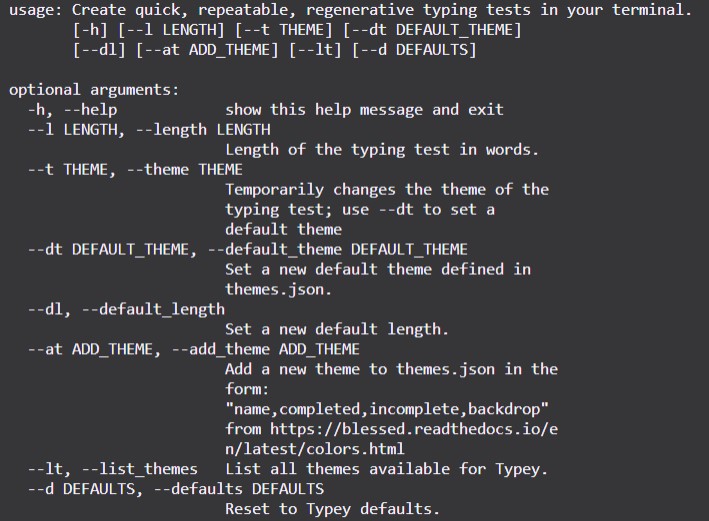 usage: Create quick, repeatable, regenerative typing tests in your terminal.
[-h] [--l LENGTH] [--t THEME] [--dt DEFAULT_THEME]
[--dl] [--at ADD_THEME] [--lt] [--d DEFAULTS]
optional arguments:
-h, --help show this help message and exit
--l LENGTH, --length LENGTH
Length of the typing test in words.
--t THEME, --theme THEME
Temporarily changes the theme of the
typing test; use --dt to set a
default theme
--dt DEFAULT_THEME, --default_theme DEFAULT_THEME
Set a new default theme defined in
themes.json.
--dl, --default_length
Set a new default length.
--at ADD_THEME, --add_theme ADD_THEME
Add a new theme to themes.json in the
form:
"name,completed,incomplete,backdrop"
from https://blessed.readthedocs.io/e
n/latest/colors.html
--lt, --list_themes List all themes available for Typey.
--d DEFAULTS, --defaults DEFAULTS
Reset to Typey defaults.